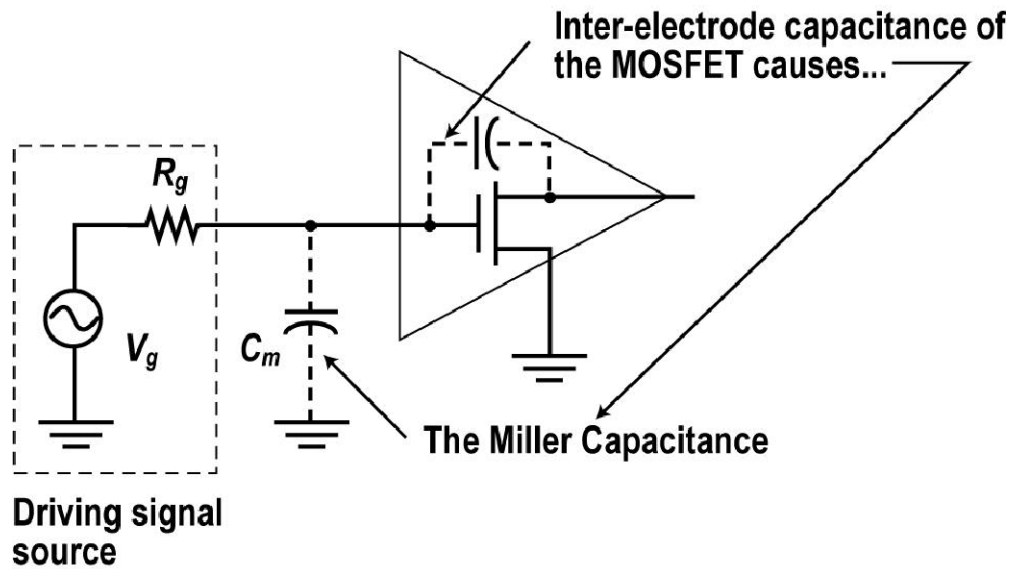 Inter-electrode capacitance of
the MOSFET causes...
Rg
Vg
Cm
The Miller Capacitance
Driving signal
source